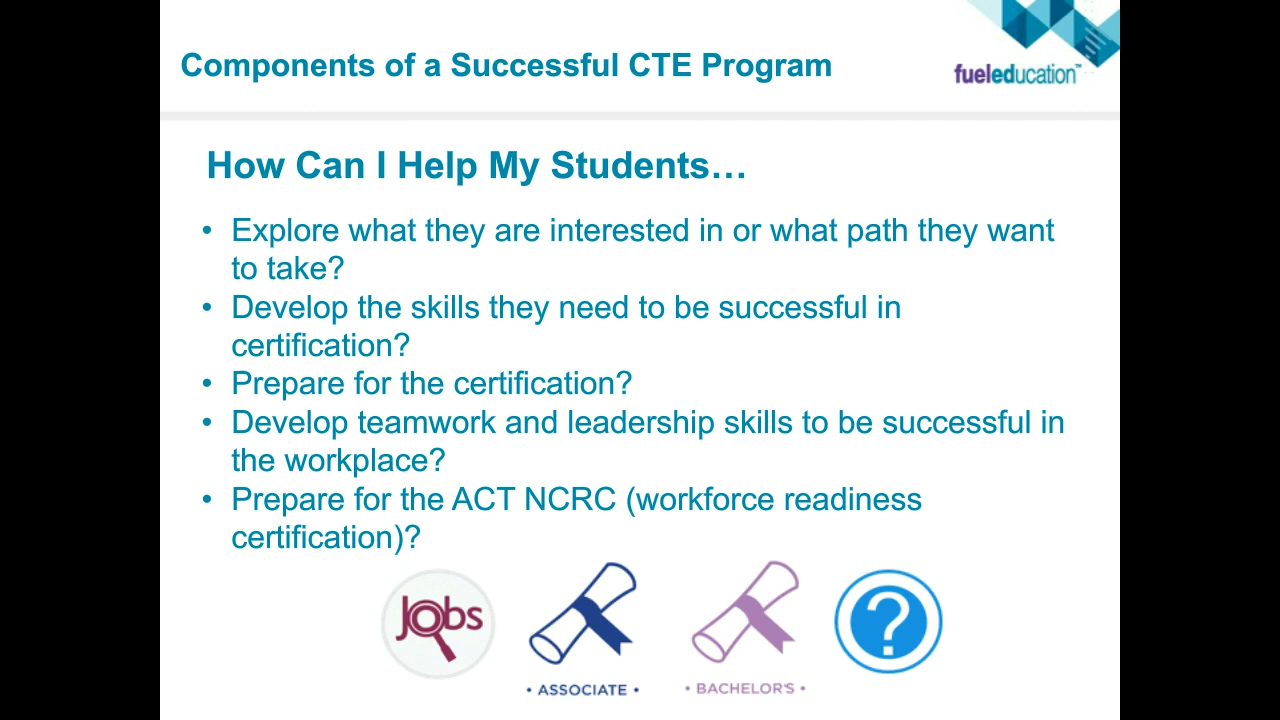 Components of a Successful CTE Program
fueleducation™
How Can I Help My Students…
• Explore what they are interested in or what path they want
to take?
• Develop the skills they need to be successful in
certification?
• Prepare for the certification?
• Develop teamwork and leadership skills to be successful in
the workplace?
• Prepare for the ACT NCRC (workforce readiness
certification)?
Jobs
?
• ASSOCIATE •
• BACHELOR'S •